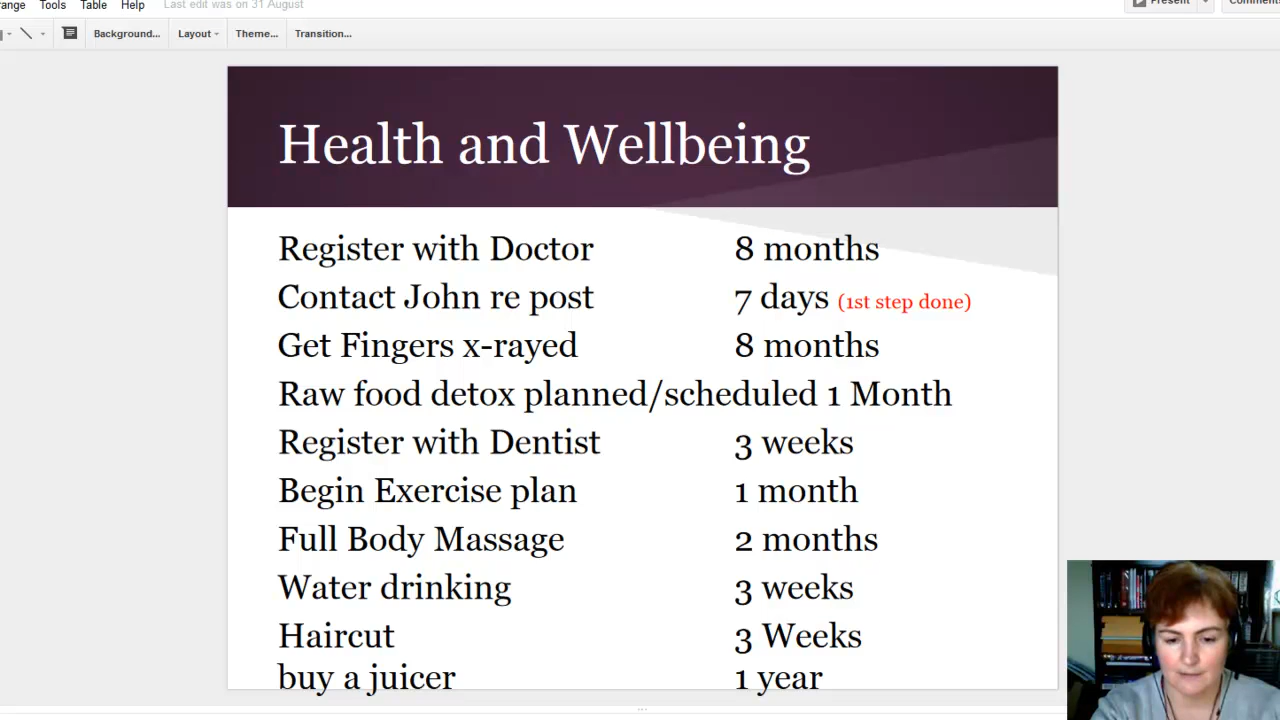 Tools Table Help Last edit was on 31 August
Present
Background... Layout Theme... Transition...
Health and Wellbeing
Register with Doctor 8 months
Contact John re post 7 days (1st step done)
Get Fingers x-rayed 8 months
Raw food detox planned/scheduled 1 Month
Register with Dentist 3 weeks
Begin Exercise plan 1 month
Full Body Massage 2 months
Water drinking 3 weeks
Haircut 3 Weeks
buy a juicer 1 year